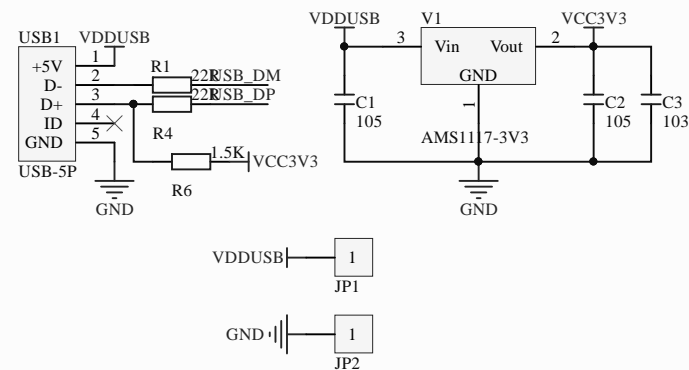 USB1
VDDUSB
+5V 1
D- 2
D+ 3
ID 4
GND 5
USB-5P
GND
R1
22R
USB_DM
22R
USB_DP
R4
1.5K
VCC3V3
R6
VDDUSB
V1
VCC3V3
3 Vin Vout 2
GND
1
C1
105
AMS1117-3V3
C2
105
C3
103
GND
VDDUSB 1
JP1
GND 1
JP2